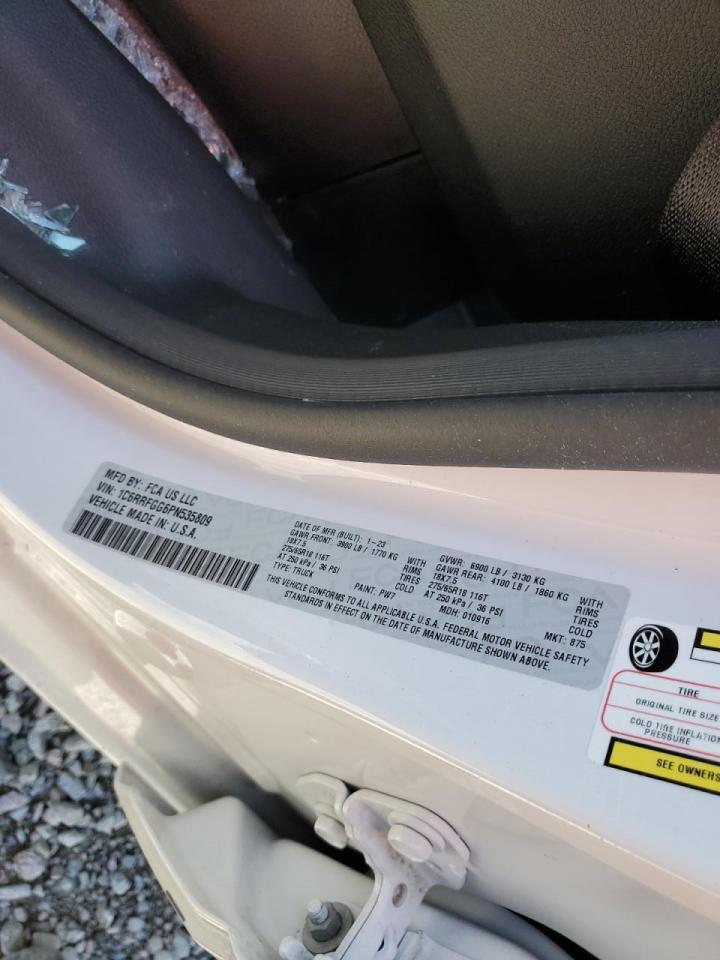 MFD BY: FCA US LLC
VIN: 1C6RRFGG6PN535809
VEHICLE MADE IN U.S.A.
DATE OF MFR (BUILT): 1-23
GAWR FRONT: 3900 LB / 1770 KG WITH
18X7.5 RIMS
275/65R18 116T TIRES
AT 250 kPa / 36 PSI COLD
TYPE: TRUCK PAINT: PW7
GVWR: 6900 LB / 3130 KG
GAWR REAR: 4100 LB / 1860 KG WITH
18X7.5 RIMS
275/65R18 116T TIRES
AT 250 kPa / 36 PSI COLD
MDH: 010916 MKT: 875
THIS VEHICLE CONFORMS TO ALL APPLICABLE U.S.A. FEDERAL MOTOR VEHICLE SAFETY
STANDARDS IN EFFECT ON THE DATE OF MANUFACTURE SHOWN ABOVE.
TIRE
ORIGINAL TIRE SIZE
COLD TIRE INFLATION
PRESSURE
SEE OWNERS